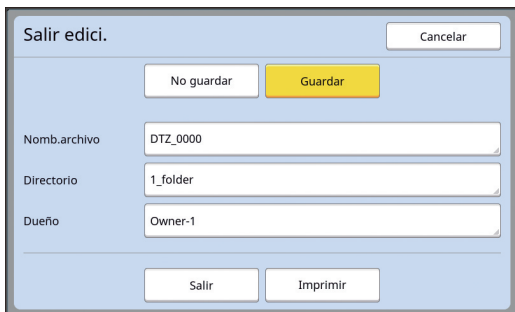 Salir edici.
Cancelar
No guardar
Guardar
Nomb.archivo
DTZ_0000
Directorio
1_folder
Dueño
Owner-1
Salir
Imprimir